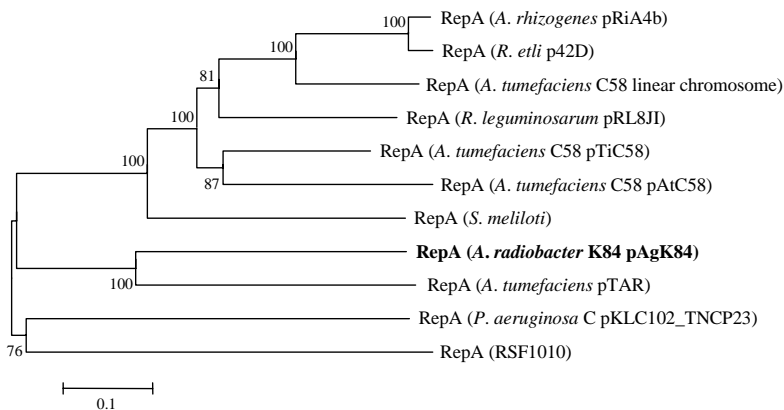 100
RepA (A. rhizogenes pRiA4b)
RepA (R. etli p42D)
100
RepA (A. tumefaciens C58 linear chromosome)
81
RepA (R. leguminosarum pRL8JI)
100
RepA (A. tumefaciens C58 pTiC58)
87
RepA (A. tumefaciens C58 pAtC58)
100
RepA (S. meliloti)
RepA (A. radiobacter K84 pAgK84)
100
RepA (A. tumefaciens pTAR)
RepA (P. aeruginosa C pKLC102_TNCP23)
76
RepA (RSF1010)
0.1